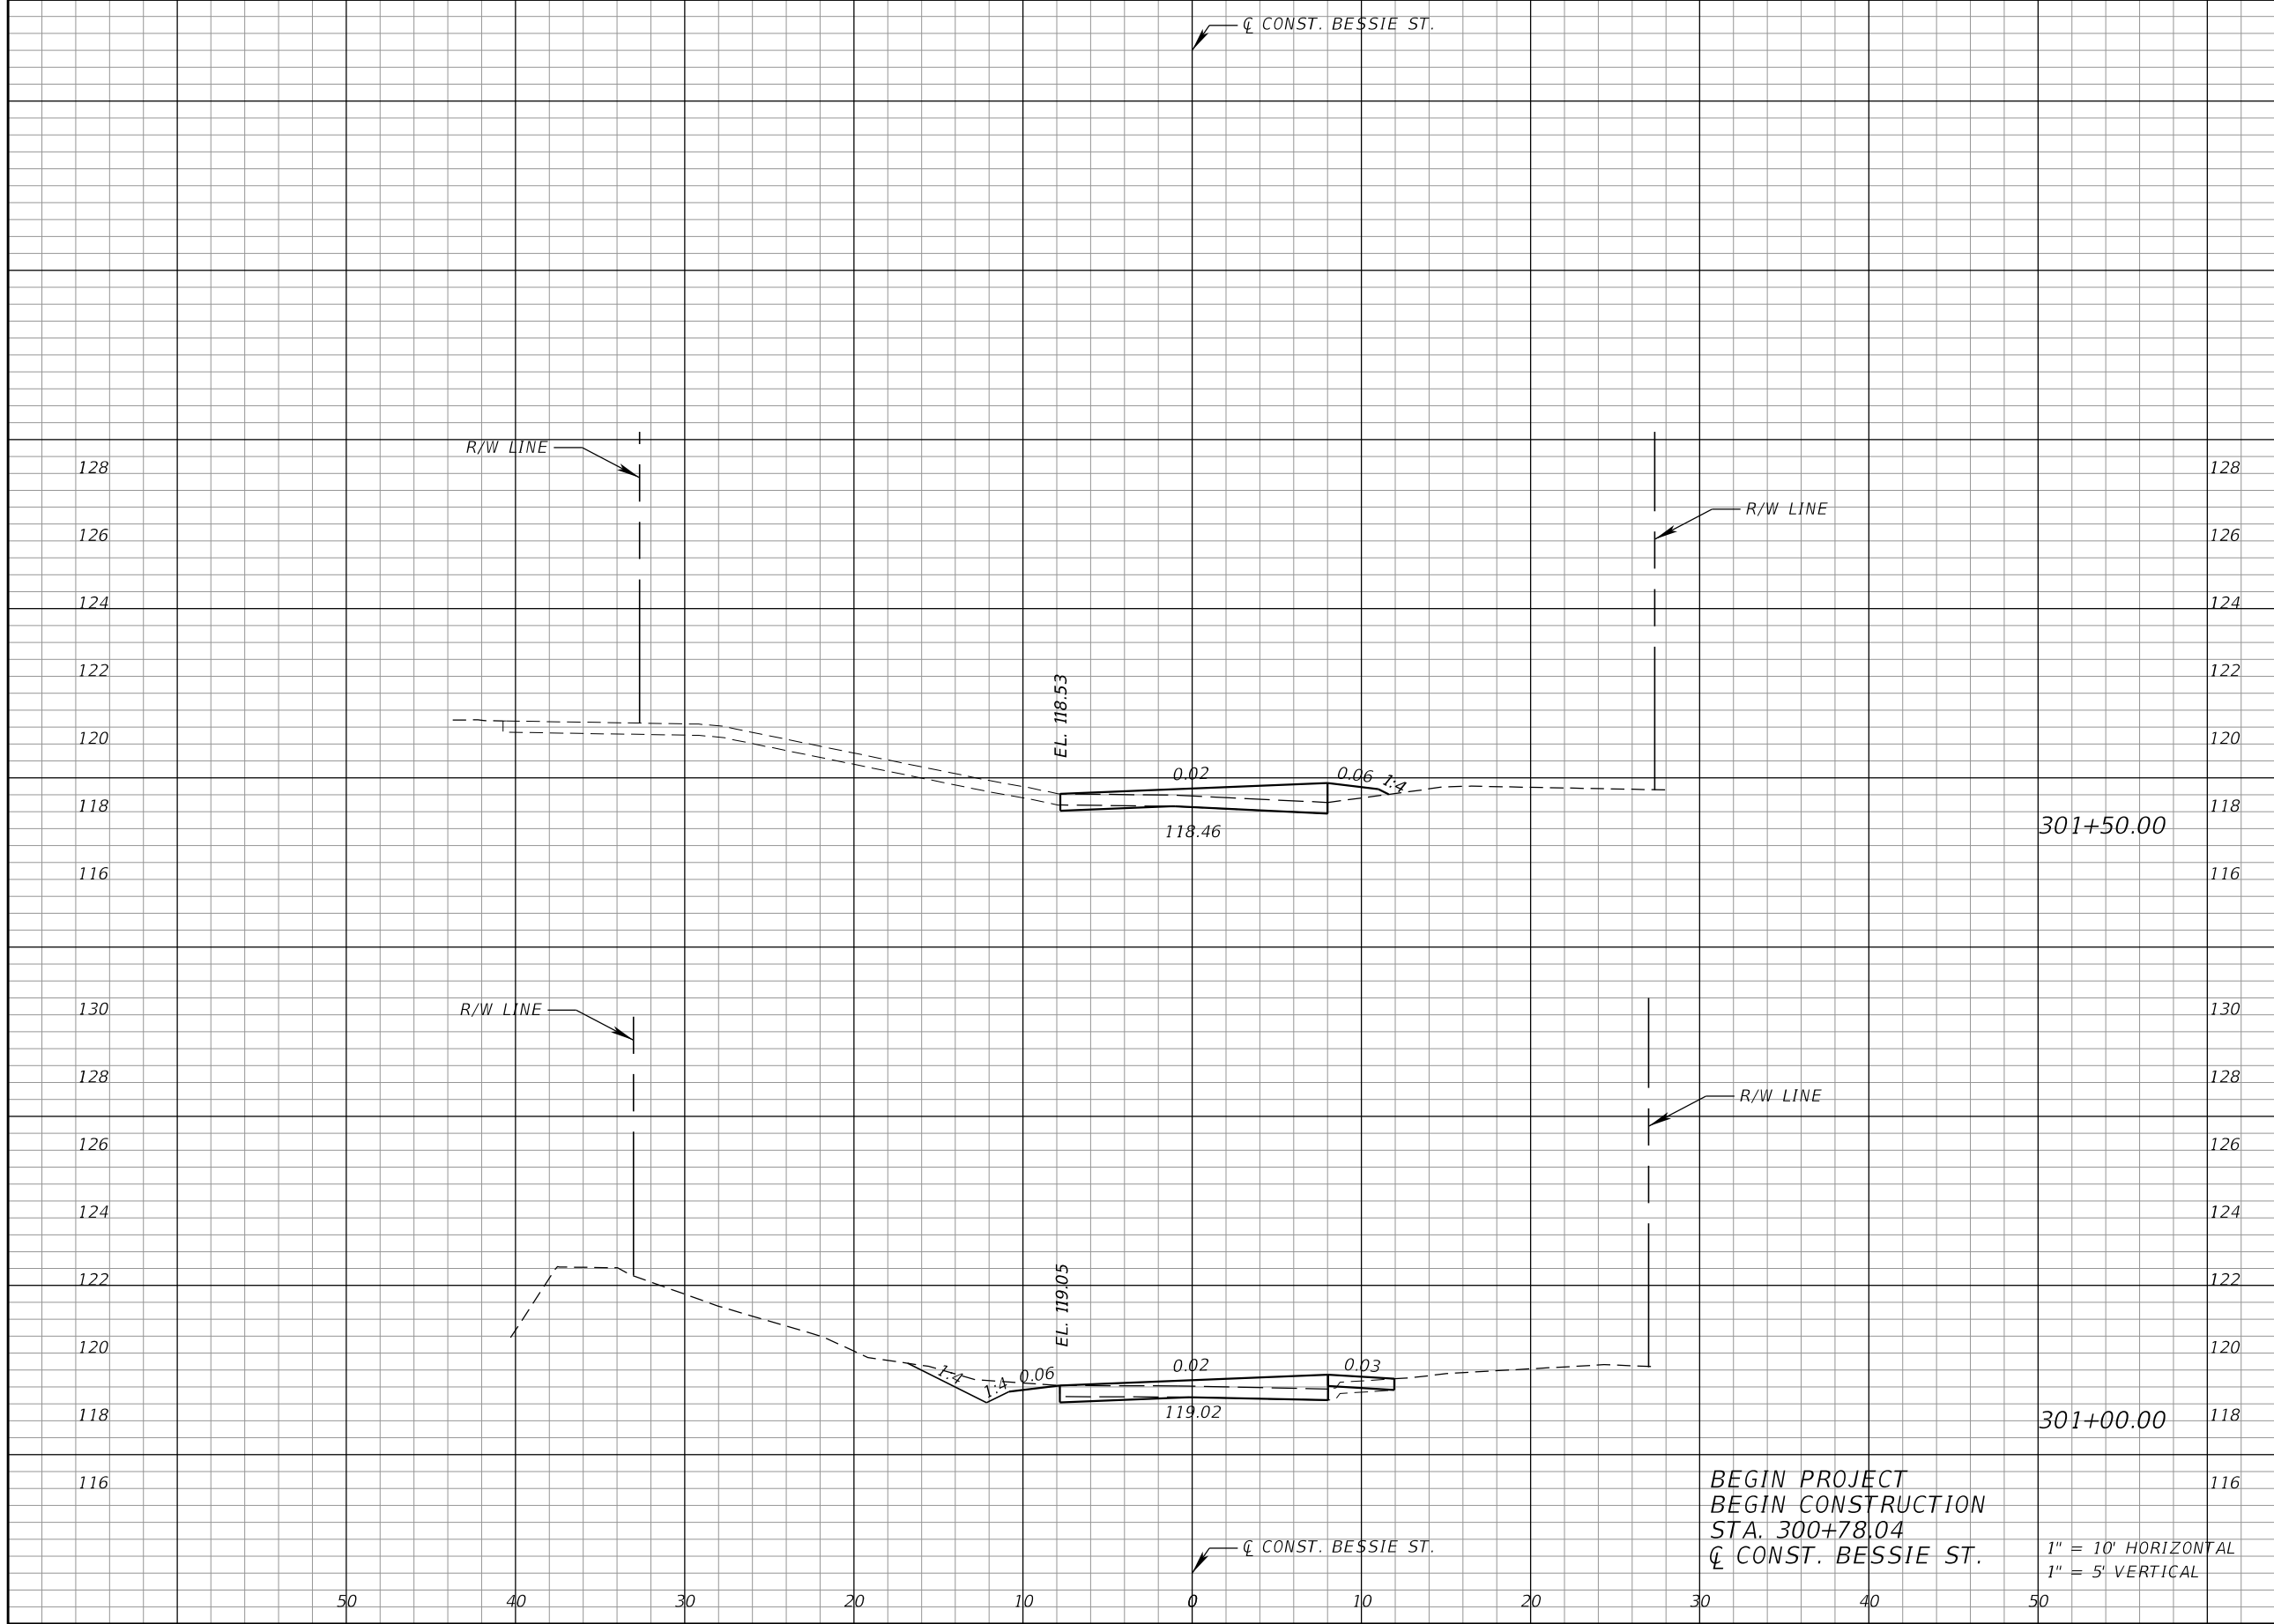 ℄ CONST. BESSIE ST.
R/W LINE
128 128
R/W LINE
126 126
124 124
122 122
EL. 118.53
120 120
0.02 0.06 1:4
118 118
118.46
301+50.00
116 116
R/W LINE
130 130
128 128
R/W LINE
126 126
124 124
122 122
EL. 119.05
120 120
1:4 1:4 0.06 0.02 0.03
119.02
118 118
301+00.00
116 116
BEGIN PROJECT
BEGIN CONSTRUCTION
STA. 300+78.04
℄ CONST. BESSIE ST.
℄ CONST. BESSIE ST.
1" = 10' HORIZONTAL
1" = 5' VERTICAL
50 40 30 20 10 0 10 20 30 40 50